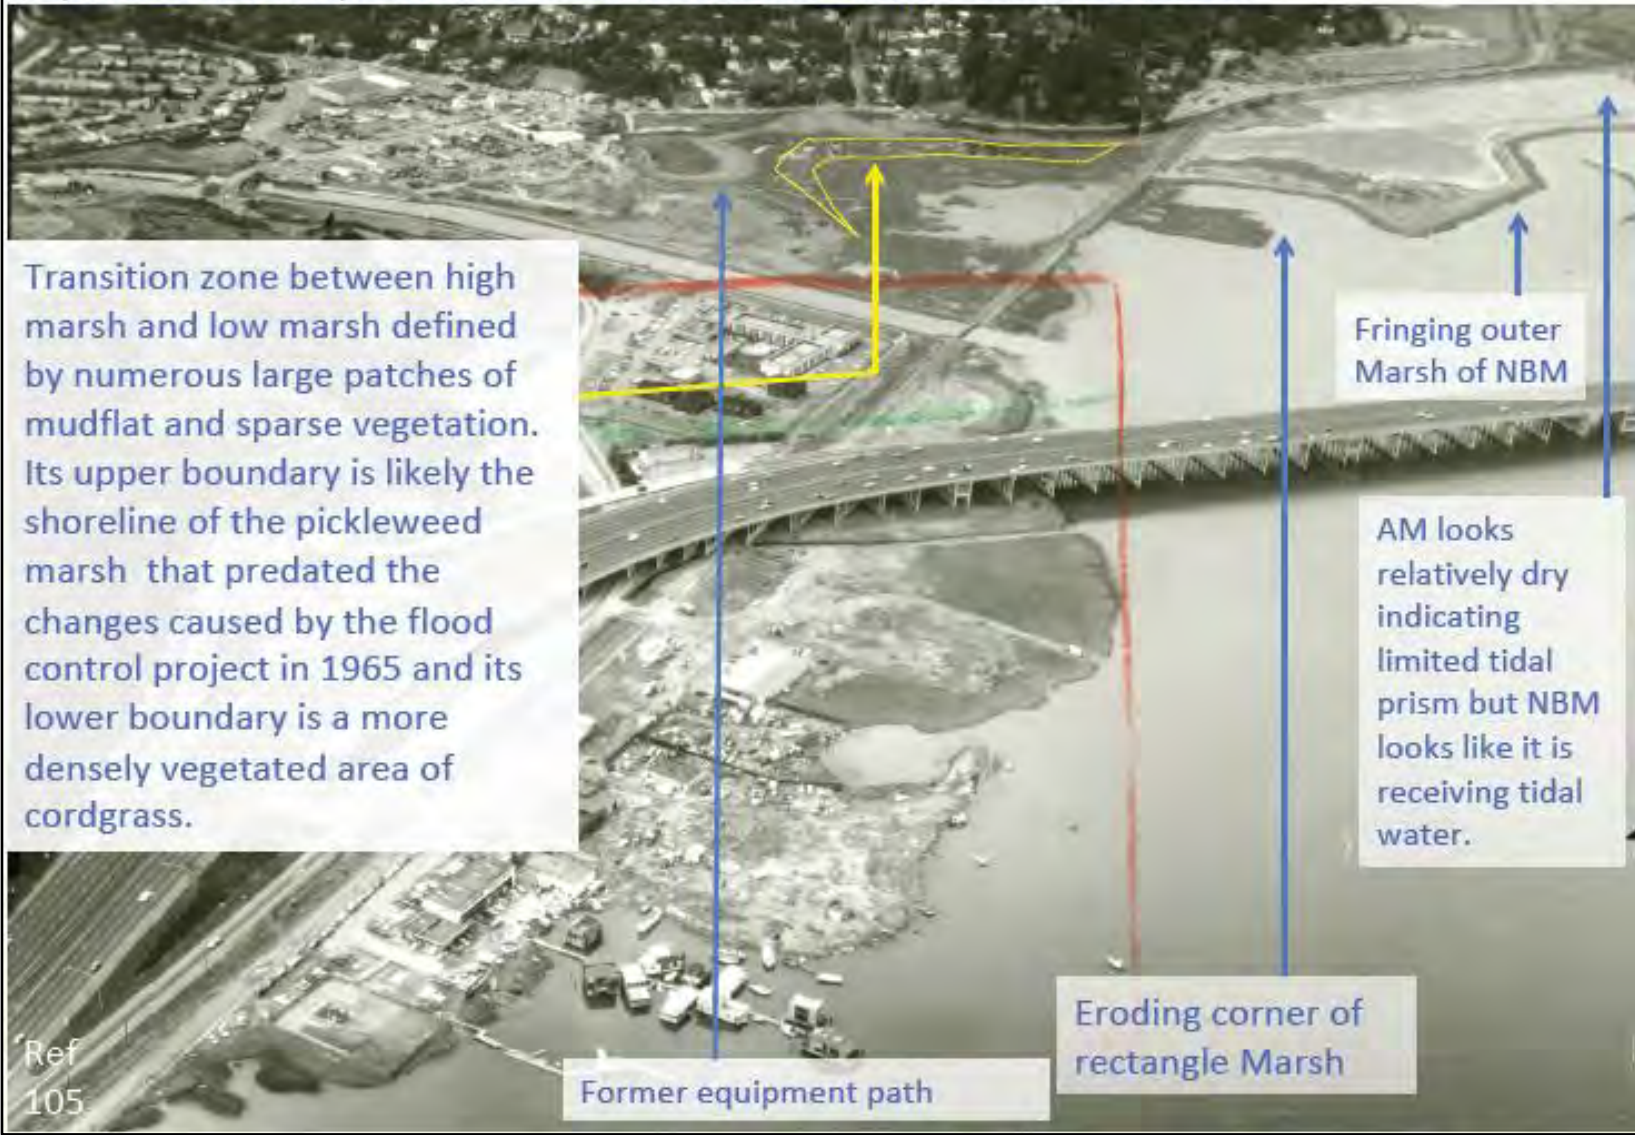 Transition zone between high
marsh and low marsh defined
by numerous large patches of
mudflat and sparse vegetation.
Its upper boundary is likely the
shoreline of the pickleweed
marsh that predated the
changes caused by the flood
control project in 1965 and its
lower boundary is a more
densely vegetated area of
cordgrass.
Fringing outer
Marsh of NBM
AM looks
relatively dry
indicating
limited tidal
prism but NBM
looks like it is
receiving tidal
water.
Eroding corner of
rectangle Marsh
Former equipment path
Ref
105